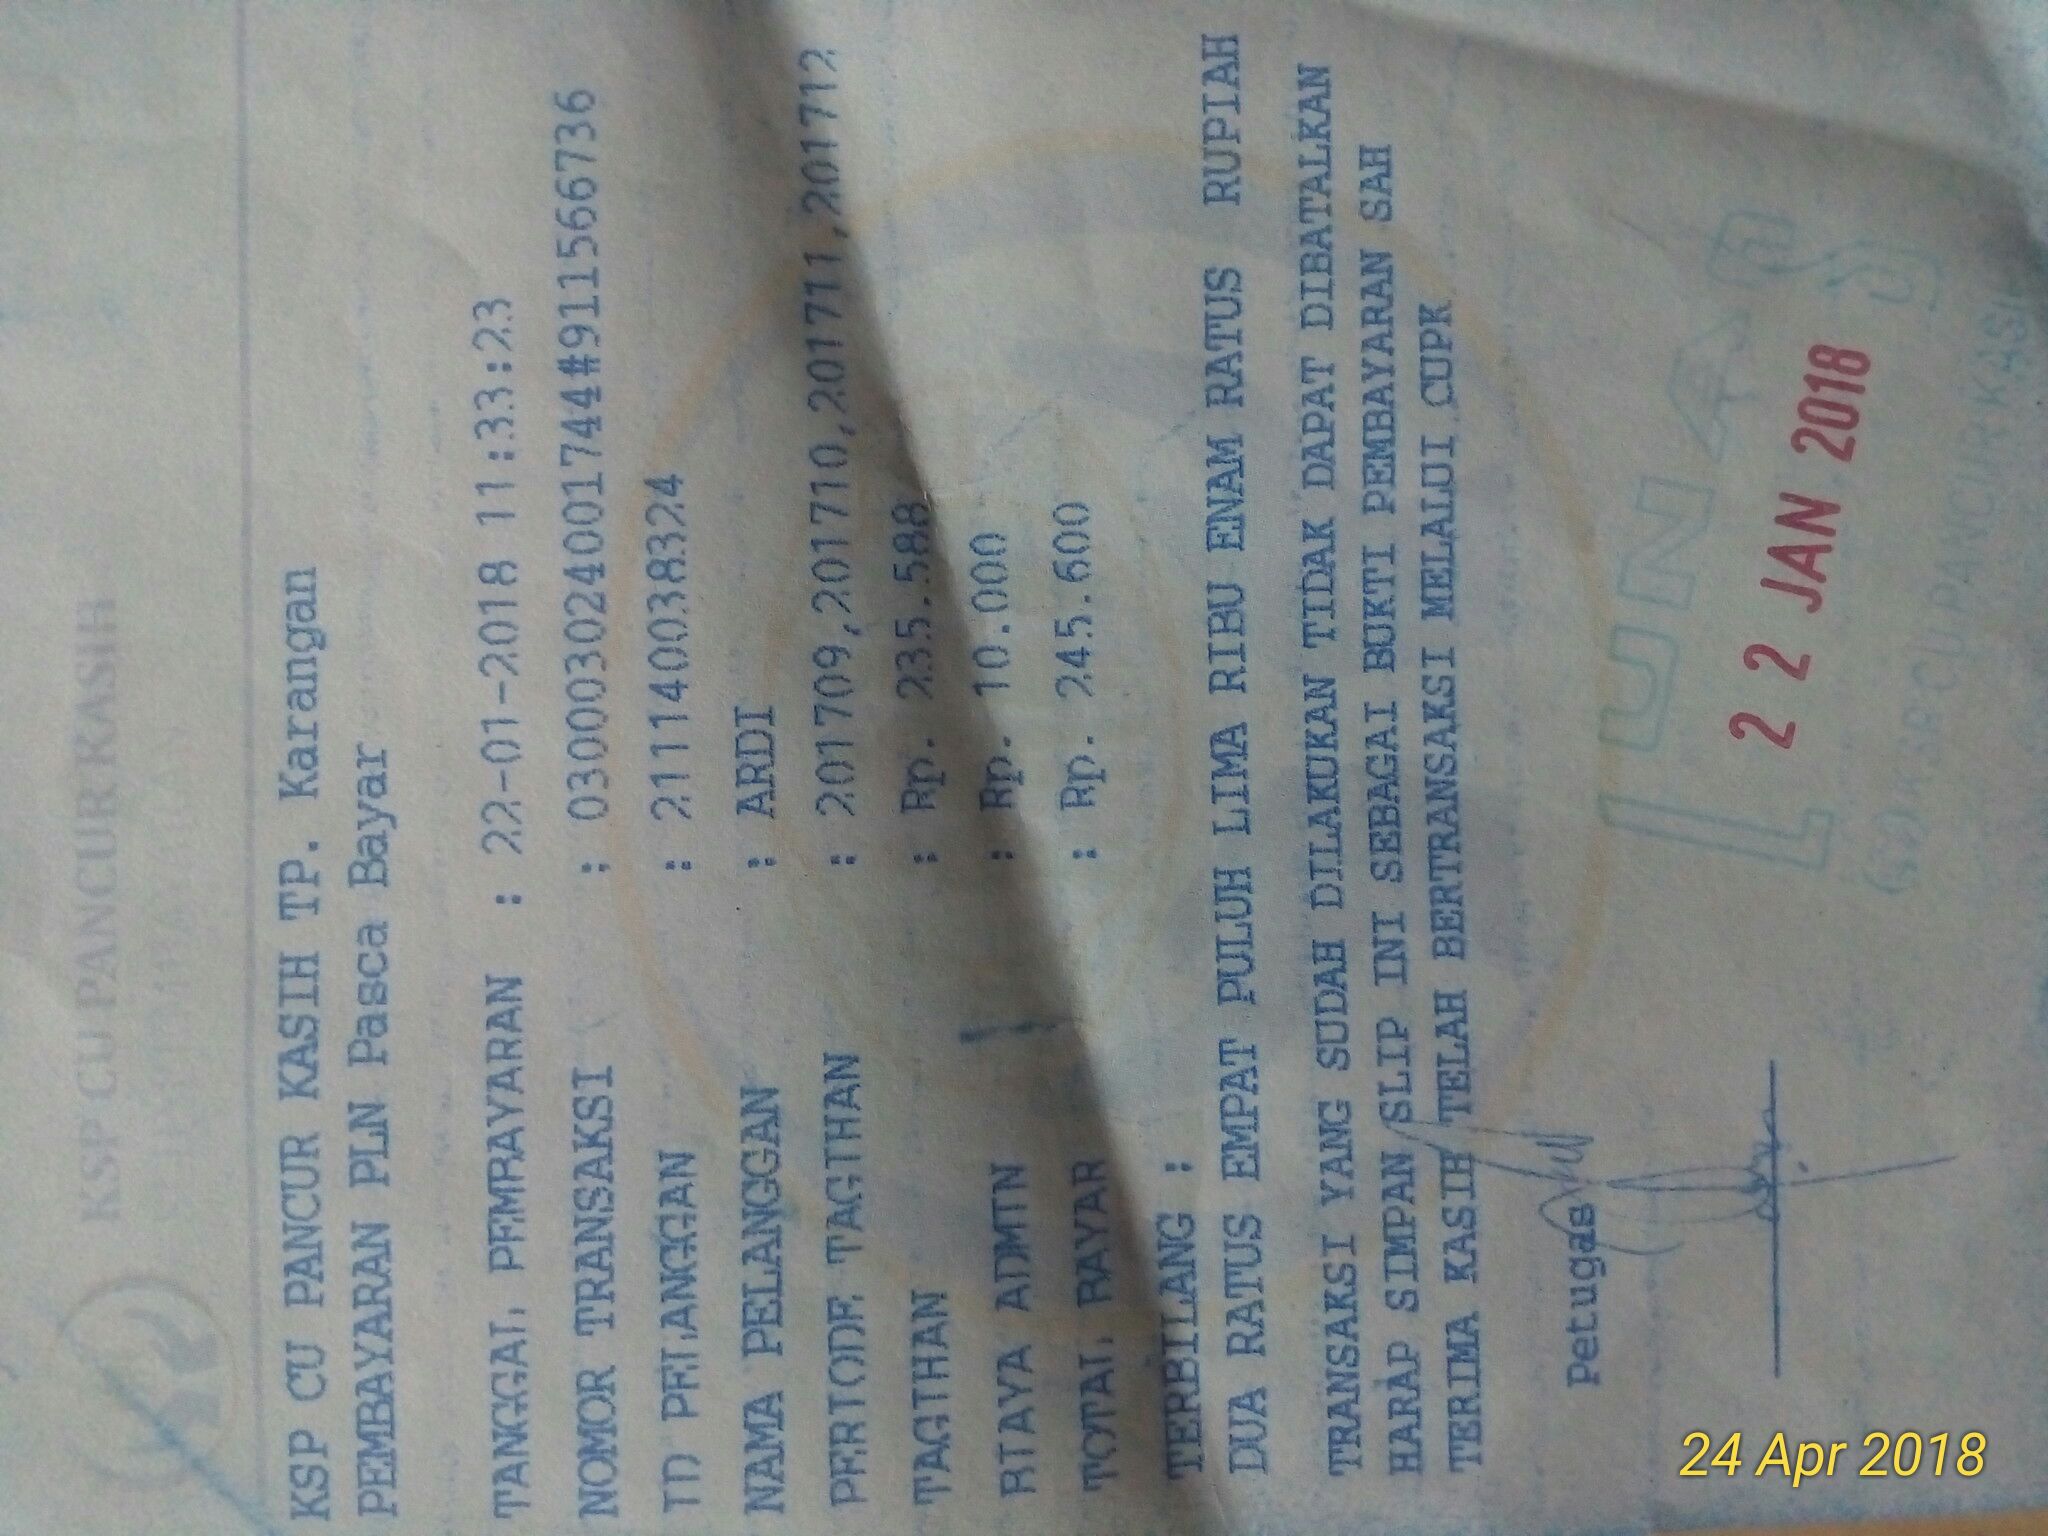 KSP CU PANCUR KASIH
SLIP PEMBAYARAN
KSP CU PANCUR KASIH TP. Karangan
PEMBAYARAN PLN Pasca Bayar
TANGGAL PEMBAYARAN : 22-01-2018 11:33:23
NOMOR TRANSAKSI : 030003024001744#911566736
ID PELANGGAN : 211140038324
NAMA PELANGGAN : ARDI
PERIODE TAGIHAN : 201709,201710,201711,201712
TAGIHAN : Rp. 235.588
BIAYA ADMIN : Rp. 10.000
TOTAL BAYAR : Rp. 245.600
TERBILANG :
DUA RATUS EMPAT PULUH LIMA RIBU ENAM RATUS RUPIAH
TRANSAKSI YANG SUDAH DILAKUKAN TIDAK DAPAT DIBATALKAN
HARAP SIMPAN SLIP INI SEBAGAI BUKTI PEMBAYARAN SAH
TERIMA KASIH TELAH BERTRANSAKSI MELALUI CUPK
Petugas
LUNAS
22 JAN 2018
KSP CU PANCUR KASIH
24 Apr 2018